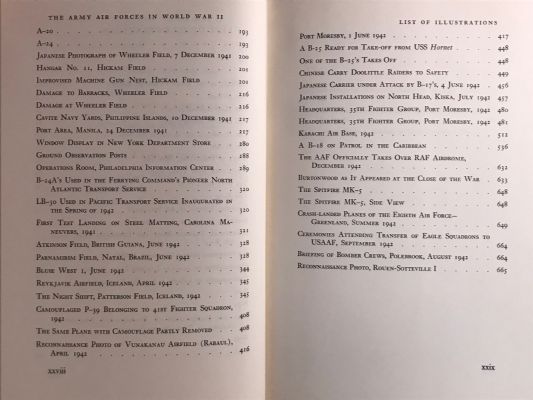 THE ARMY AIR FORCES IN WORLD WAR II
A-20 . . . . . . . . . . 193
A-24 . . . . . . . . . . 193
JAPANESE PHOTOGRAPH OF WHEELER FIELD, 7 DECEMBER 1941 . 200
HANGAR NO. 11, HICKAM FIELD . . . . . . 201
IMPROVISED MACHINE GUN NEST, HICKAM FIELD . . . . 201
DAMAGE TO BARRACKS, WHEELER FIELD . . . . . 216
DAMAGE AT WHEELER FIELD . . . . . . . 216
CAVITE NAVY YARDS, PHILIPPINE ISLANDS, 10 DECEMBER 1941 . 217
PORT AREA, MANILA, 24 DECEMBER 1941 . . . . . 217
WINDOW DISPLAY IN NEW YORK DEPARTMENT STORE . . . 280
GROUND OBSERVATION POSTS . . . . . . . 288
OPERATIONS ROOM, PHILADELPHIA INFORMATION CENTER . . 289
B-24A'S USED IN THE FERRYING COMMAND'S PIONEER NORTH
ATLANTIC TRANSPORT SERVICE . . . . . . 320
LB-30 USED IN PACIFIC TRANSPORT SERVICE INAUGURATED IN
THE SPRING OF 1942 . . . . . . . . 320
FIRST TEST LANDING ON STEEL MATTING, CAROLINA MA-
NEUVERS, 1941 . . . . . . . . . 321
ATKINSON FIELD, BRITISH GUIANA, JUNE 1942 . . . . 328
PARNAMIRIM FIELD, NATAL, BRAZIL, JUNE 1942 . . . . 328
BLUIE WEST 1, JUNE 1942 . . . . . . . 344
REYKJAVIK AIRFIELD, ICELAND, APRIL 1942 . . . . 345
THE NIGHT SHIFT, PATTERSON FIELD, ICELAND, 1942 . . . 345
CAMOUFLAGED P-39 BELONGING TO 41ST FIGHTER SQUADRON,
1942 . . . . . . . . . . 408
THE SAME PLANE WITH CAMOUFLAGE PARTLY REMOVED . . 408
RECONNAISSANCE PHOTO OF VUNAKANAU AIRFIELD (RABAUL),
APRIL 1942 . . . . . . . . . 416
xxviii
LIST OF ILLUSTRATIONS
PORT MORESBY, 1 JUNE 1942 . . . . . . . 417
A B-25 READY FOR TAKE-OFF FROM USS Hornet . . . . 448
ONE OF THE B-25'S TAKES OFF . . . . . . 448
CHINESE CARRY DOOLITTLE RAIDERS TO SAFETY . . . . 449
JAPANESE CARRIER UNDER ATTACK BY B-17'S, 4 JUNE 1942 . . 456
JAPANESE INSTALLATIONS ON NORTH HEAD, KISKA, JULY 1942 . 457
HEADQUARTERS, 35TH FIGHTER GROUP, PORT MORESBY, 1942 . 480
HEADQUARTERS, 35TH FIGHTER GROUP, PORT MORESBY, 1942 . 481
KARACHI AIR BASE, 1942 . . . . . . . 512
A B-18 ON PATROL IN THE CARIBBEAN . . . . . 536
THE AAF OFFICIALLY TAKES OVER RAF AIRDROME,
DECEMBER 1942 . . . . . . . . 632
BURTONWOOD AS IT APPEARED AT THE CLOSE OF THE WAR . 633
THE SPITFIRE MK-5 . . . . . . . . 648
THE SPITFIRE MK-5, SIDE VIEW . . . . . . 648
CRASH-LANDED PLANES OF THE EIGHTH AIR FORCE—
GREENLAND, SUMMER 1942 . . . . . . . 649
CEREMONIES ATTENDING TRANSFER OF EAGLE SQUADRONS TO
USAAF, SEPTEMBER 1942 . . . . . . . 664
BRIEFING OF BOMBER CREWS, POLEBROOK, AUGUST 1942 . . 664
RECONNAISSANCE PHOTO, ROUEN-SOTTEVILLE I . . . . 665
xxix